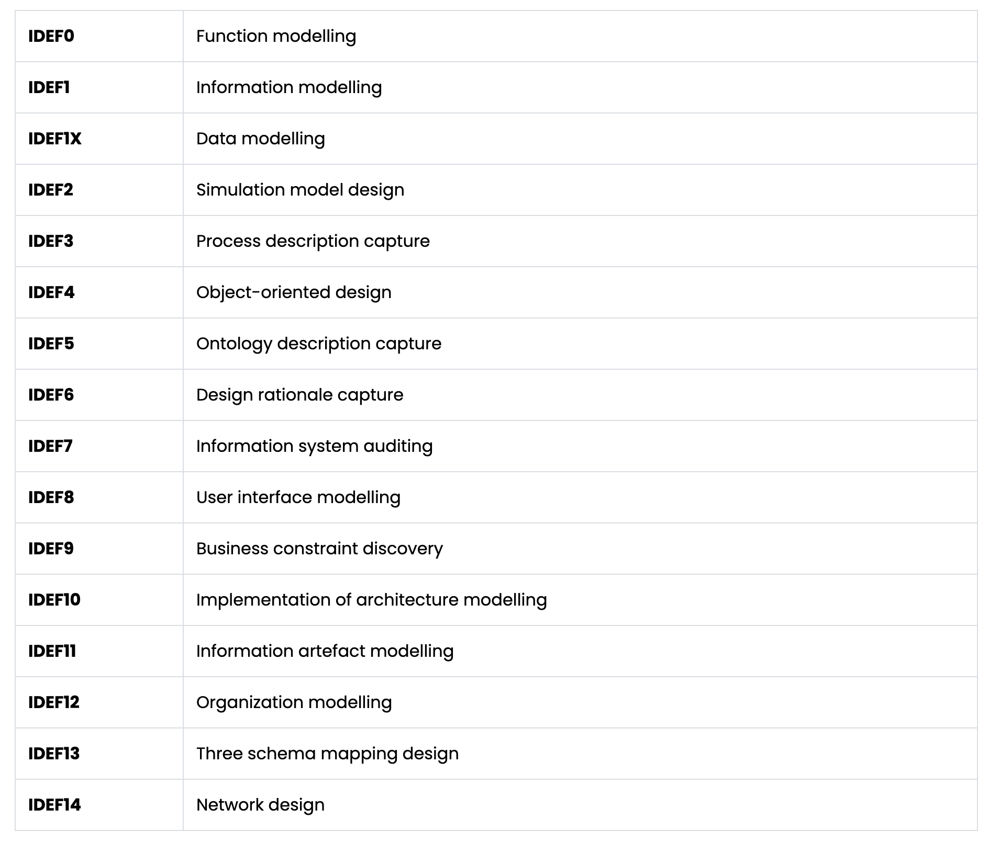 IDEF0 Function modelling
IDEF1 Information modelling
IDEF1X Data modelling
IDEF2 Simulation model design
IDEF3 Process description capture
IDEF4 Object-oriented design
IDEF5 Ontology description capture
IDEF6 Design rationale capture
IDEF7 Information system auditing
IDEF8 User interface modelling
IDEF9 Business constraint discovery
IDEF10 Implementation of architecture modelling
IDEF11 Information artefact modelling
IDEF12 Organization modelling
IDEF13 Three schema mapping design
IDEF14 Network design